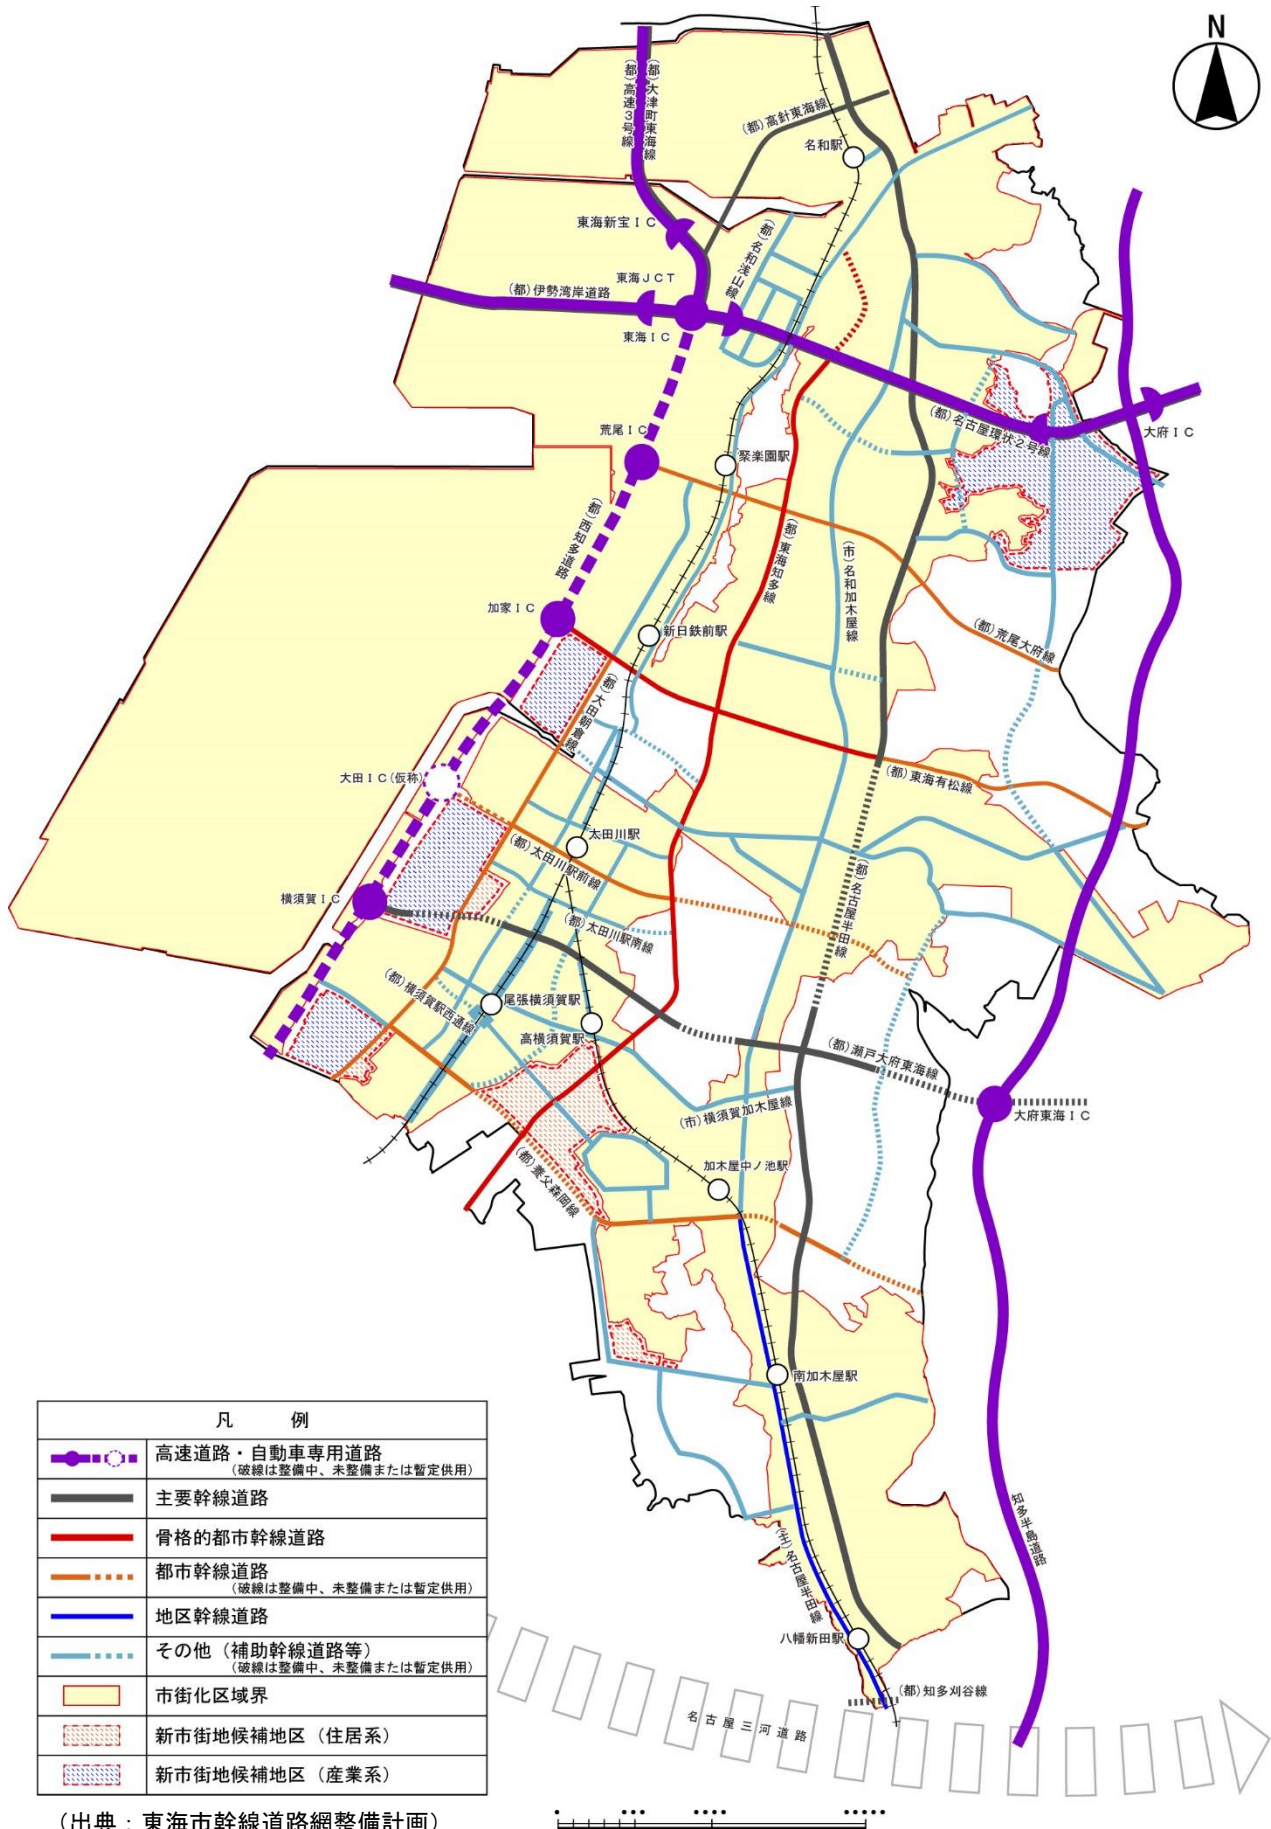 N
(都)高速3号線
(都)大津町東海線
(都)高針東海線
名和駅
東海新宝IC
(都)名和浅山線
東海JCT
(都)伊勢湾岸道路
東海IC
(都)名古屋環状2号線
大府IC
荒尾IC
聚楽園駅
(都)西知多道路
(都)東海知多線
(市)名和加木屋線
加家IC
新日鉄前駅
(都)荒尾大府線
(都)大田朝倉線
大田IC(仮称)
(都)東海有松線
太田川駅
(都)太田川駅前線
(都)名古屋半田線
横須賀IC
(都)太田川駅南線
(都)横須賀駅西通線
尾張横須賀駅
高横須賀駅
(都)瀬戸大府東海線
(市)横須賀加木屋線
大府東海IC
(都)養父森岡線
加木屋中ノ池駅
南加木屋駅
凡 例
高速道路・自動車専用道路
(破線は整備中、未整備または暫定供用)
主要幹線道路
骨格的都市幹線道路
都市幹線道路
(破線は整備中、未整備または暫定供用)
地区幹線道路
その他(補助幹線道路等)
(破線は整備中、未整備または暫定供用)
市街化区域界
新市街地候補地区(住居系)
新市街地候補地区(産業系)
知多半島道路
(主)名古屋半田線
八幡新田駅
(都)知多刈谷線
名古屋三河道路
(出典:東海市幹線道路網整備計画)